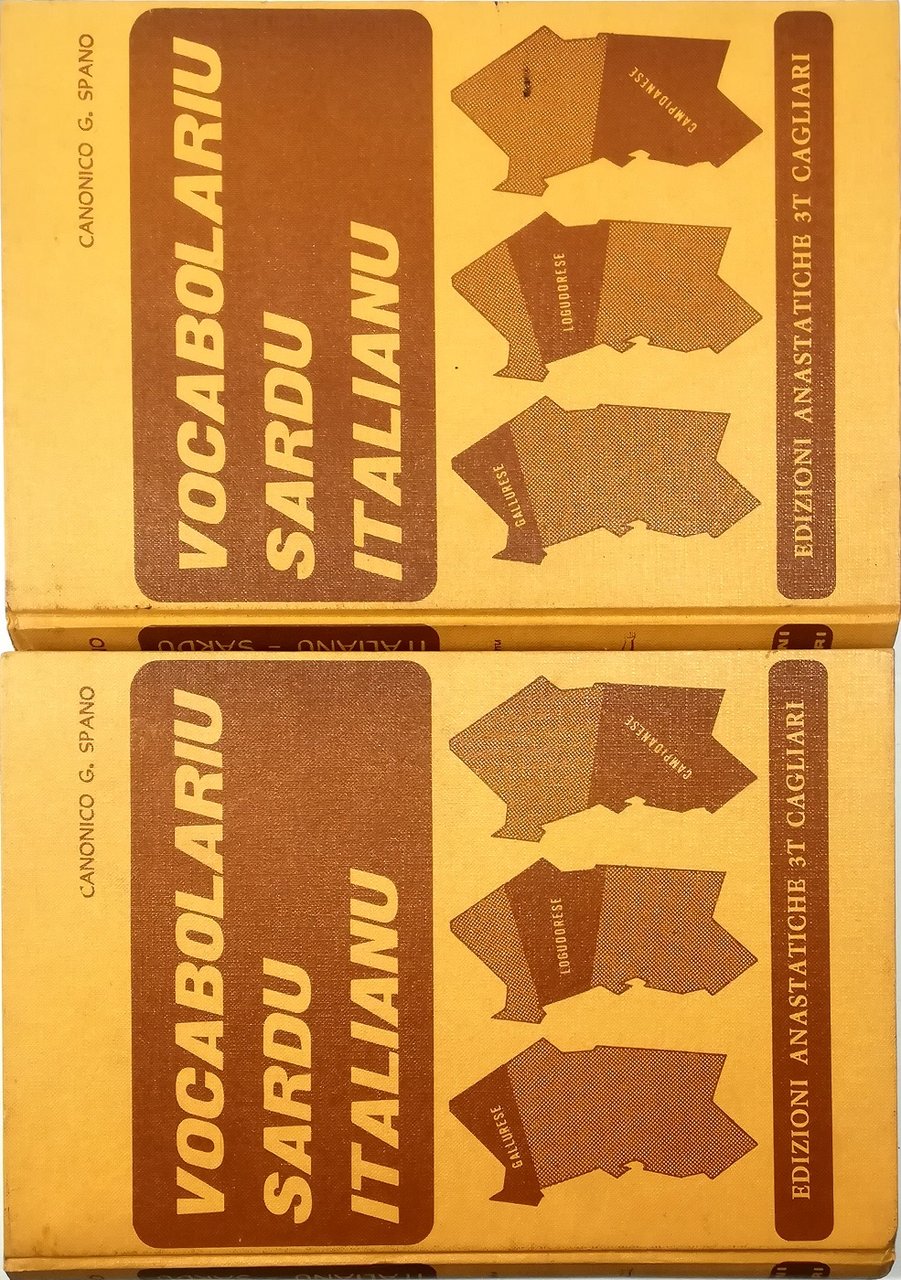 CANONICO G. SPANO
VOCABOLARIU
SARDU
ITALIANU
GALLURESE
LOGUDORESE
CAMPIDANESE
EDIZIONI ANASTATICHE 3T CAGLIARI
ITALIANU - SARDU
CANONICO G. SPANO
VOCABOLARIU
SARDU
ITALIANU
GALLURESE
LOGUDORESE
CAMPIDANESE
EDIZIONI ANASTATICHE 3T CAGLIARI